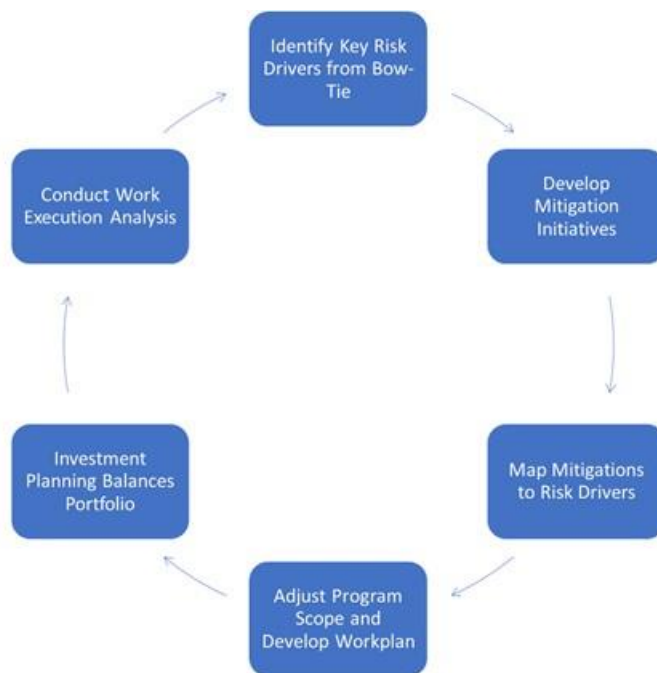 Identify Key Risk
Drivers from Bow-
Tie
Develop
Mitigation
Initiatives
Map Mitigations
to Risk Drivers
Adjust Program
Scope and
Develop Workplan
Investment
Planning Balances
Portfolio
Conduct Work
Execution Analysis